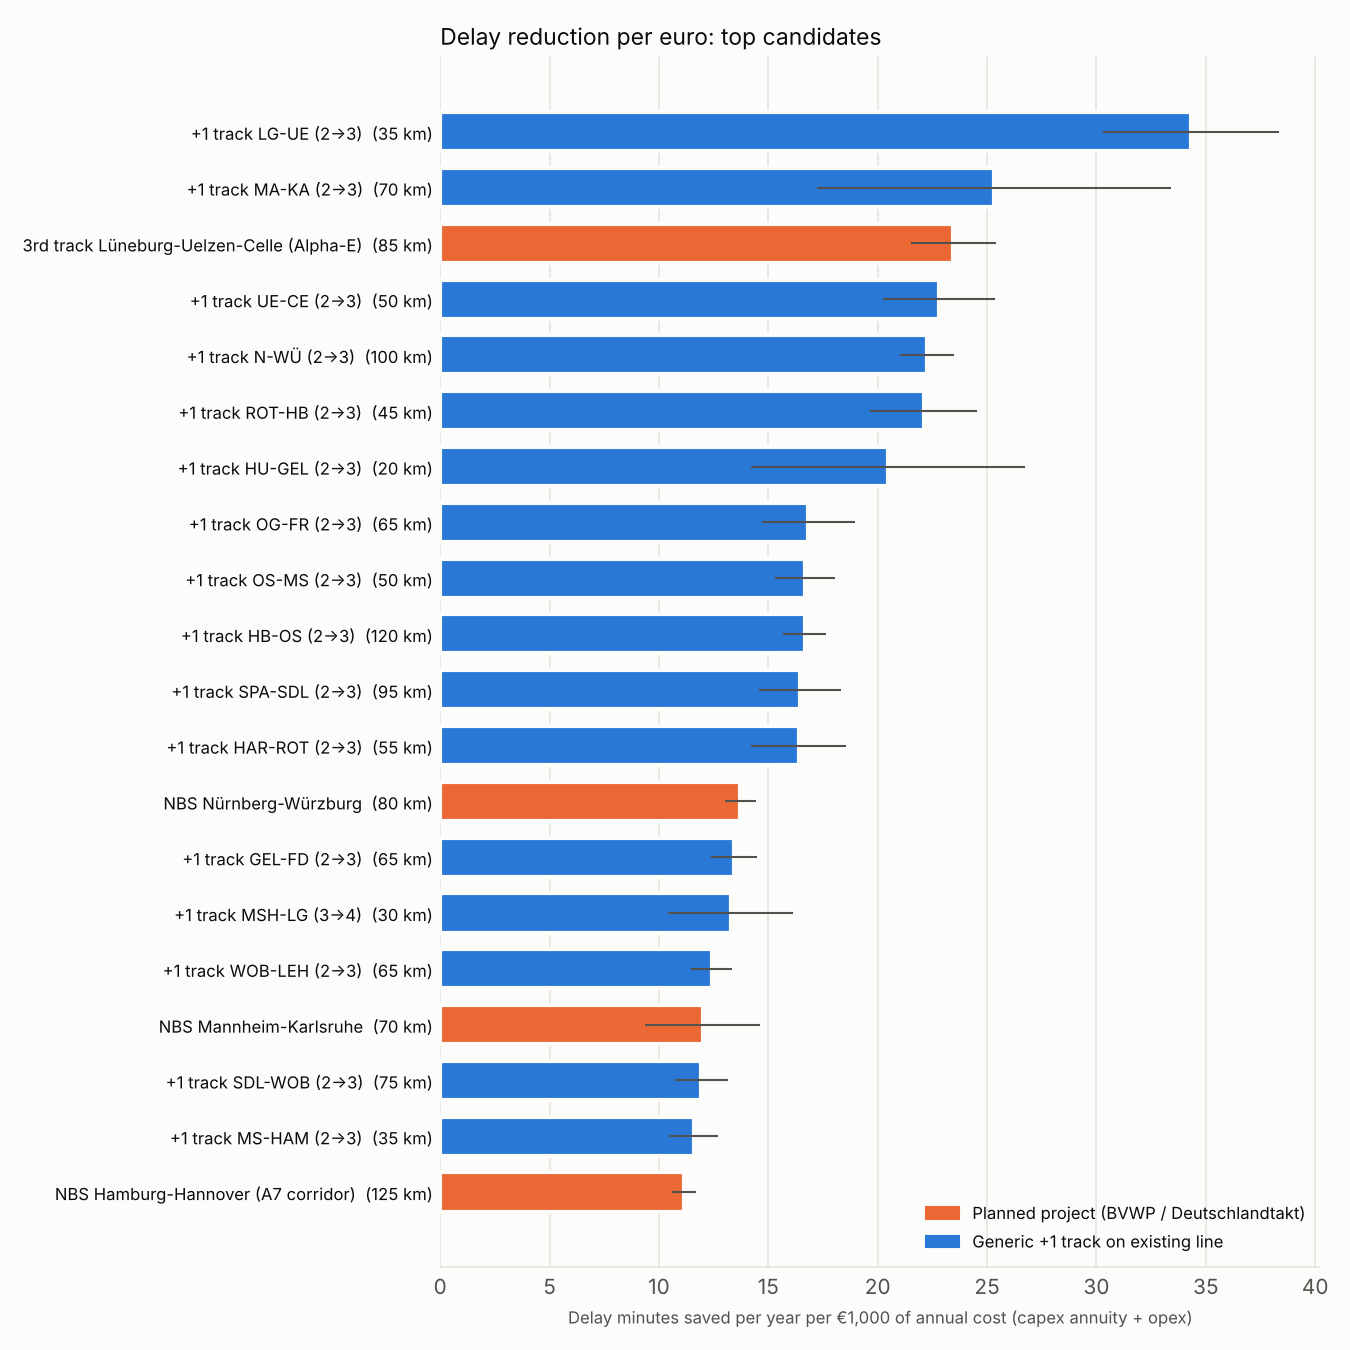 Delay reduction per euro: top candidates
+1 track LG-UE (2→3) (35 km)
+1 track MA-KA (2→3) (70 km)
3rd track Lüneburg-Uelzen-Celle (Alpha-E) (85 km)
+1 track UE-CE (2→3) (50 km)
+1 track N-WÜ (2→3) (100 km)
+1 track ROT-HB (2→3) (45 km)
+1 track HU-GEL (2→3) (20 km)
+1 track OG-FR (2→3) (65 km)
+1 track OS-MS (2→3) (50 km)
+1 track HB-OS (2→3) (120 km)
+1 track SPA-SDL (2→3) (95 km)
+1 track HAR-ROT (2→3) (55 km)
NBS Nürnberg-Würzburg (80 km)
+1 track GEL-FD (2→3) (65 km)
+1 track MSH-LG (3→4) (30 km)
+1 track WOB-LEH (2→3) (65 km)
NBS Mannheim-Karlsruhe (70 km)
+1 track SDL-WOB (2→3) (75 km)
+1 track MS-HAM (2→3) (35 km)
NBS Hamburg-Hannover (A7 corridor) (125 km)
Planned project (BVWP / Deutschlandtakt)
Generic +1 track on existing line
0 5 10 15 20 25 30 35 40
Delay minutes saved per year per €1,000 of annual cost (capex annuity + opex)